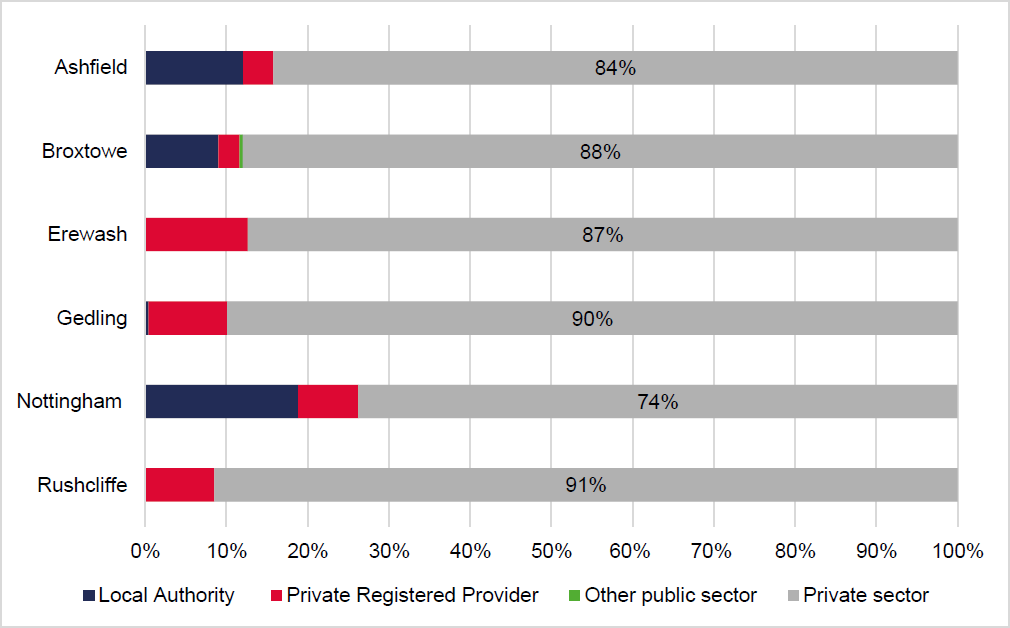 Ashfield 84%
Broxtowe 88%
Erewash 87%
Gedling 90%
Nottingham 74%
Rushcliffe 91%
0% 10% 20% 30% 40% 50% 60% 70% 80% 90% 100%
Local Authority Private Registered Provider Other public sector Private sector